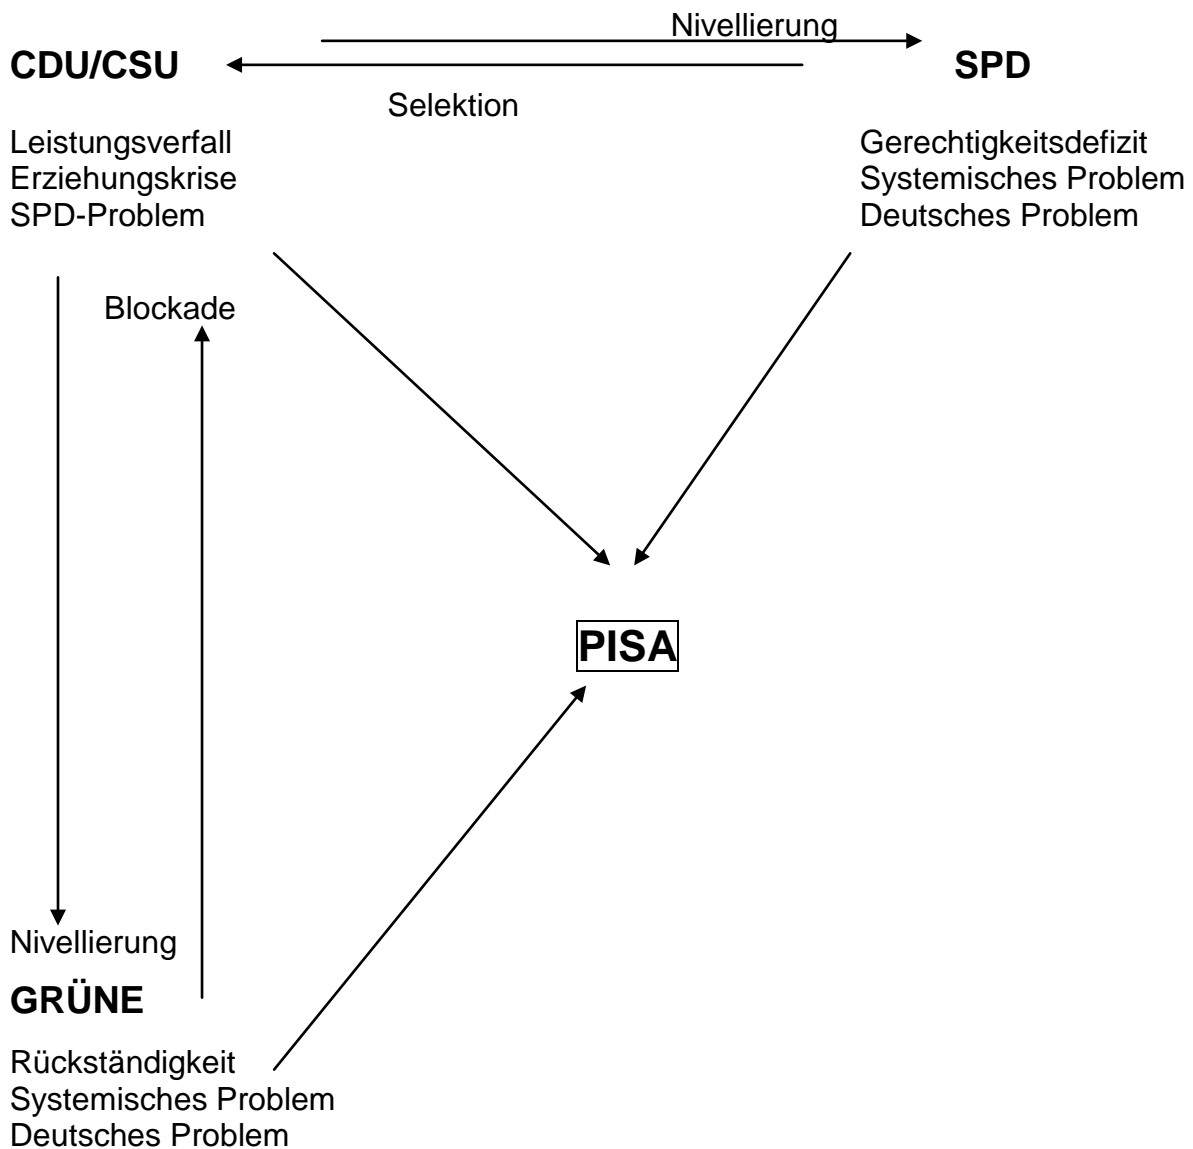 Nivellierung
CDU/CSU
SPD
Selektion
Leistungsverfall
Erziehungskrise
SPD-Problem
Gerechtigkeitsdefizit
Systemisches Problem
Deutsches Problem
Blockade
PISA
Nivellierung
GRÜNE
Rückständigkeit
Systemisches Problem
Deutsches Problem